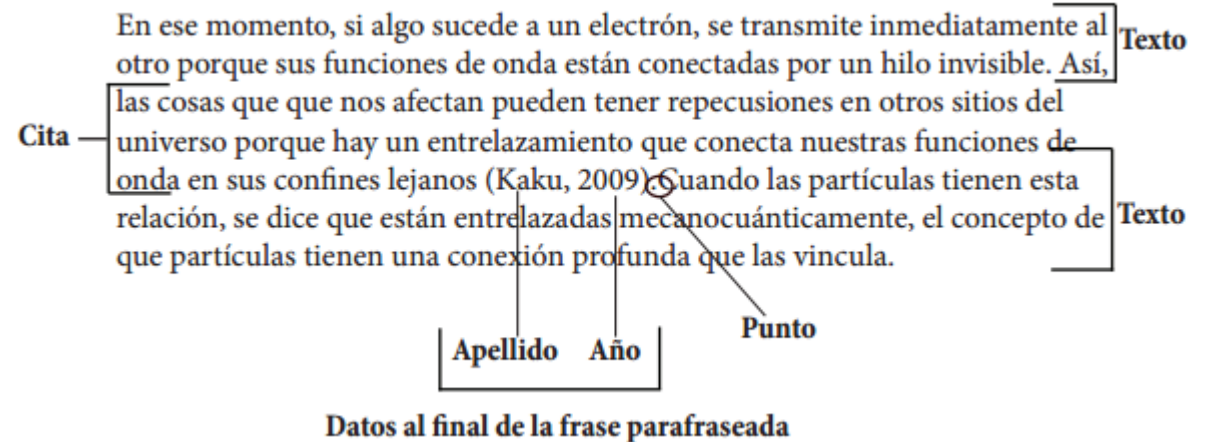 En ese momento, si algo sucede a un electrón, se transmite inmediatamente al
otro porque sus funciones de onda están conectadas por un hilo invisible. Así,
las cosas que que nos afectan pueden tener repecusiones en otros sitios del
universo porque hay un entrelazamiento que conecta nuestras funciones de
onda en sus confines lejanos (Kaku, 2009). Cuando las partículas tienen esta
relación, se dice que están entrelazadas mecanocuánticamente, el concepto de
que partículas tienen una conexión profunda que las vincula.
Texto
Cita
Texto
Punto
Apellido Año
Datos al final de la frase parafraseada